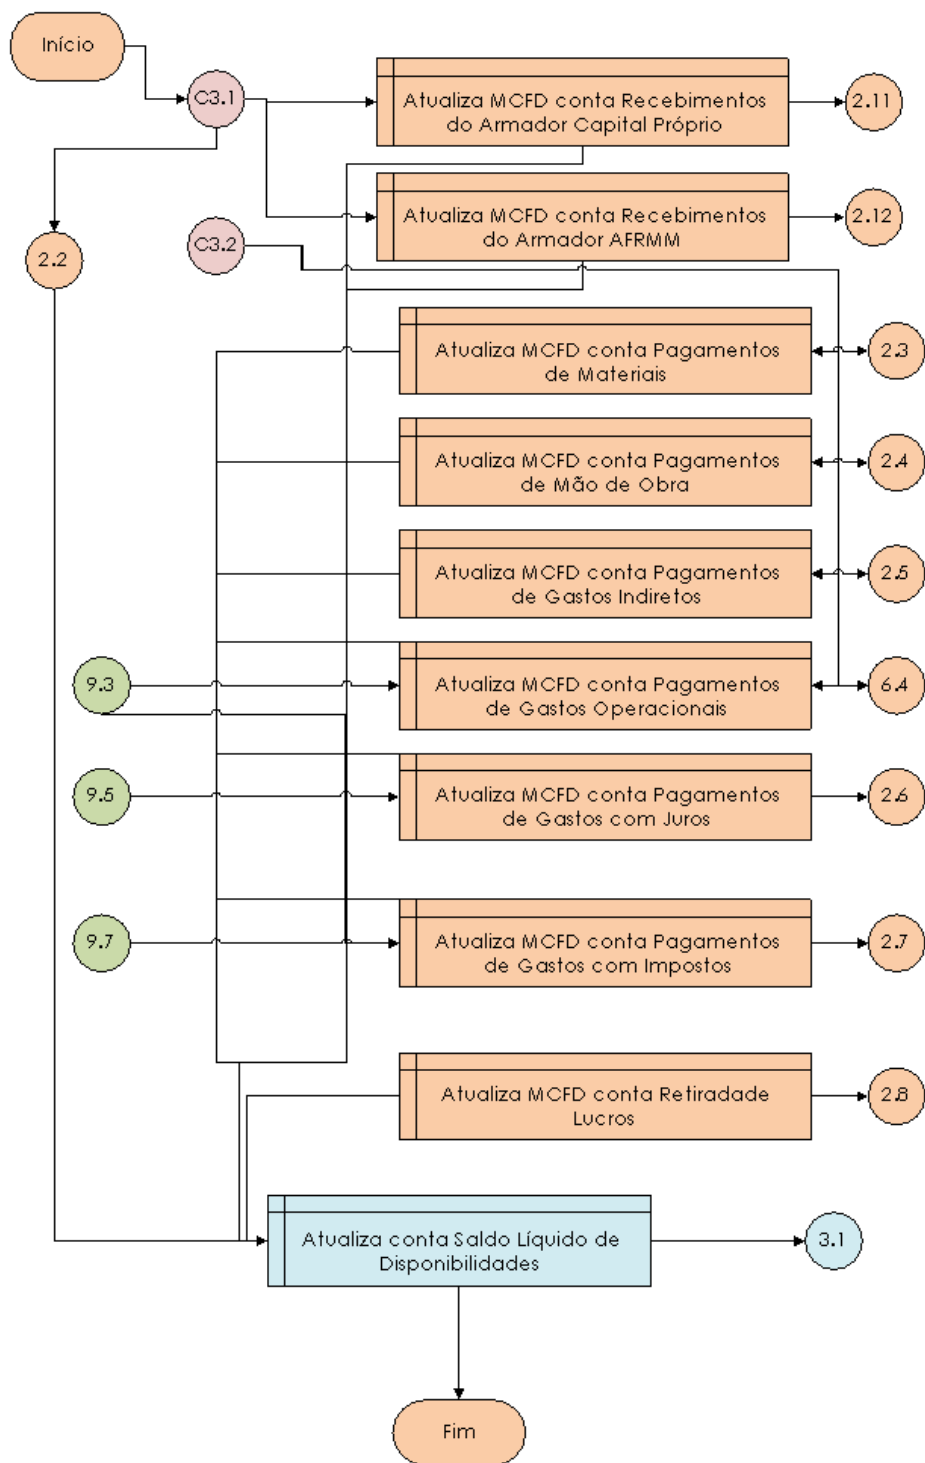 Início
C3.1
Atualiza MCFD conta Recebimentos
do Armador Capital Próprio
2.11
Atualiza MCFD conta Recebimentos
do Armador AFRMM
2.12
C3.2
2.2
Atualiza MCFD conta Pagamentos
de Materiais
2.3
Atualiza MCFD conta Pagamentos
de Mão de Obra
2.4
Atualiza MCFD conta Pagamentos
de Gastos Indiretos
2.5
9.3
Atualiza MCFD conta Pagamentos
de Gastos Operacionais
6.4
9.5
Atualiza MCFD conta Pagamentos
de Gastos com Juros
2.6
9.7
Atualiza MCFD conta Pagamentos
de Gastos com Impostos
2.7
Atualiza MCFD conta Retiradade
Lucros
2.8
Atualiza conta Saldo Líquido de
Disponibilidades
3.1
Fim